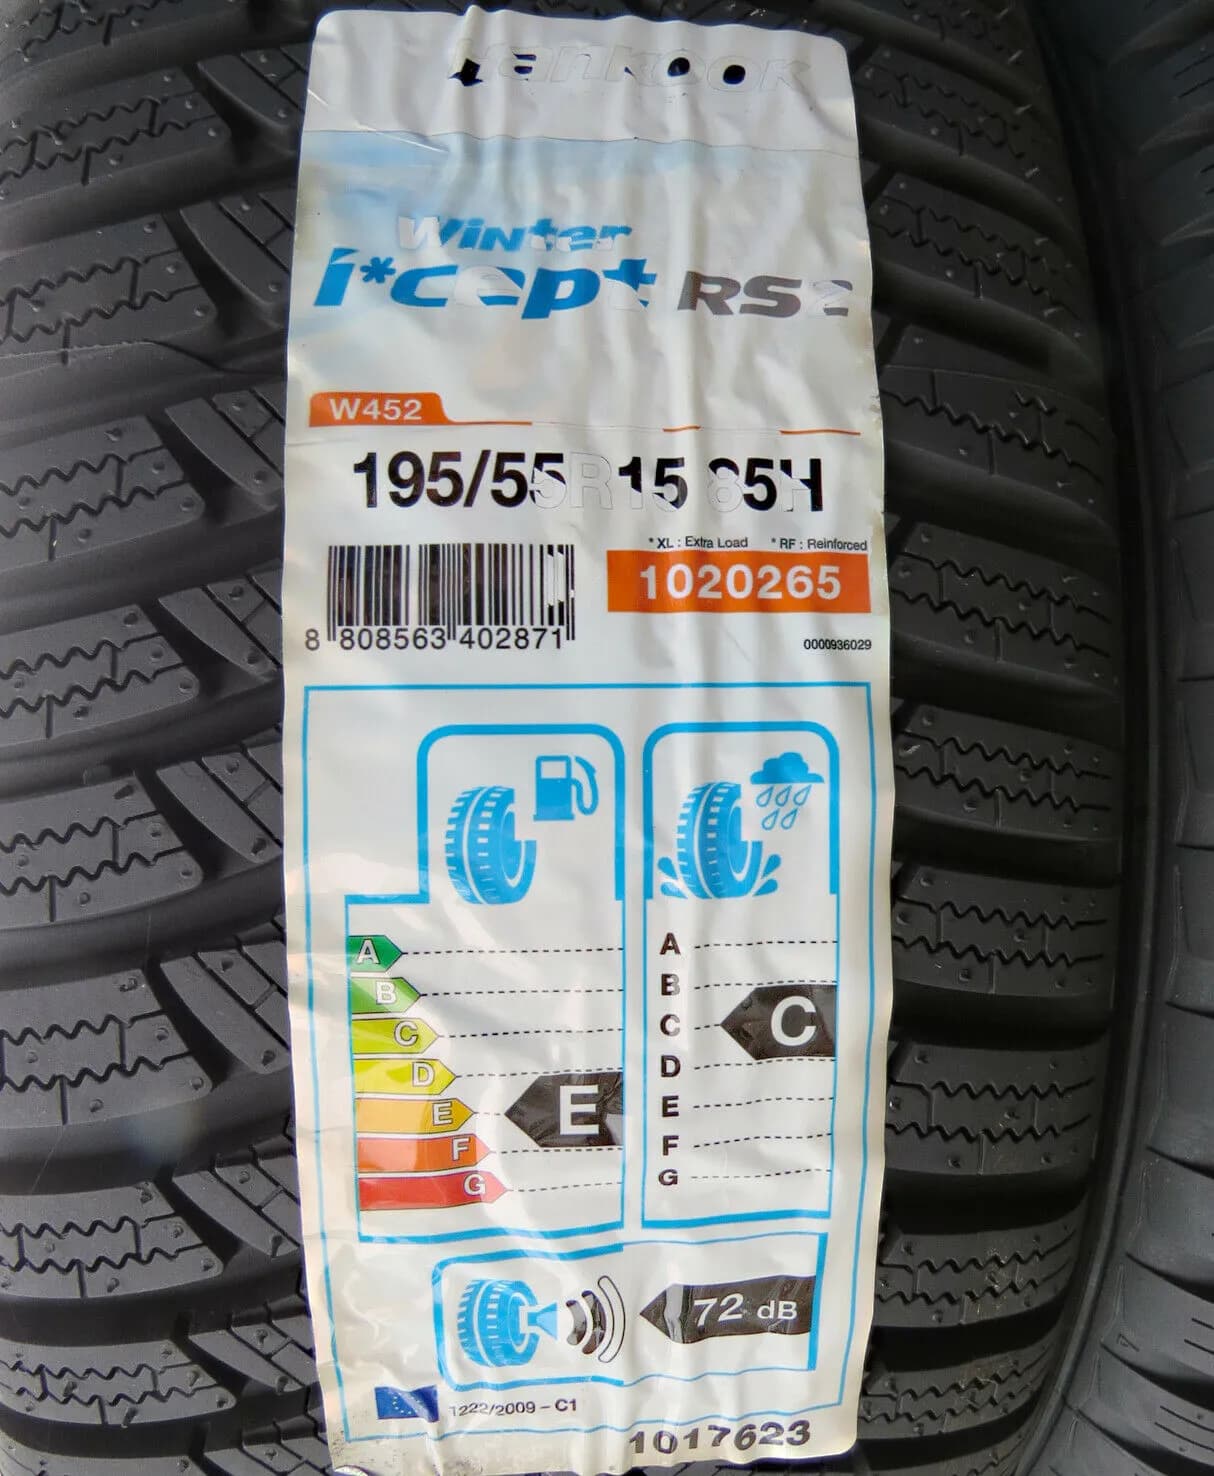 Hankook
Winter
i*cept RS2
W452
195/55R15 85H
*XL : Extra Load *RF : Reinforced
1020265
8 808563 402871
0000936029
A
B
C
D
E
F
G
E
A
B
C
D
E
F
G
C
72 dB
1222/2009 - C1
1017623